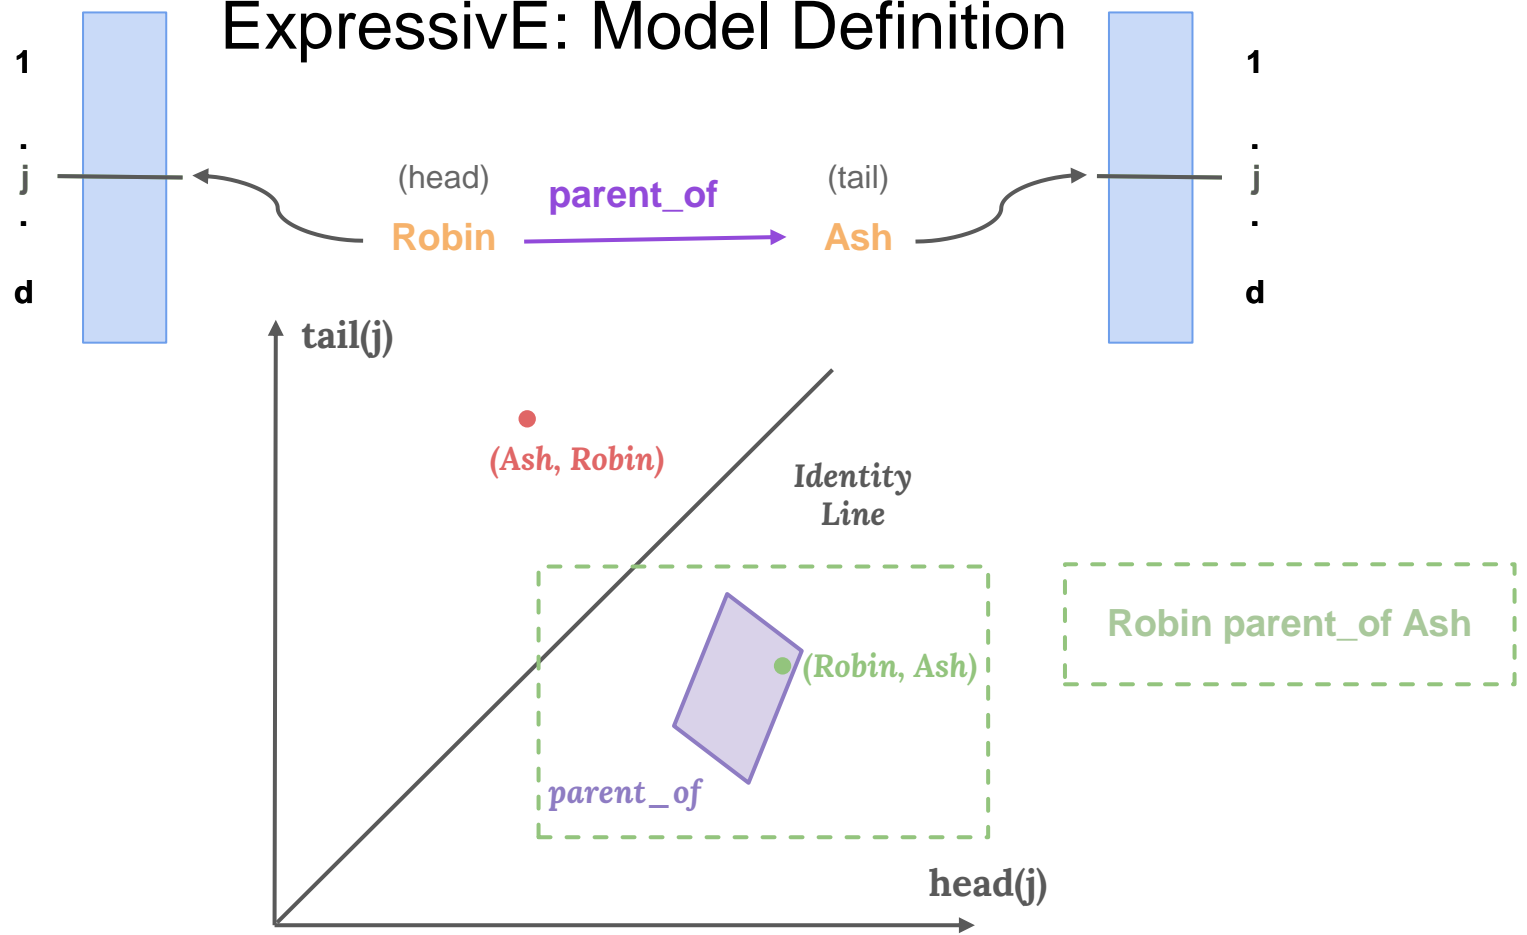 ExpressivE: Model Definition
1
.
j
.
d
(head)
Robin
parent_of
(tail)
Ash
1
.
j
.
d
tail(j)
(Ash, Robin)
Identity
Line
(Robin, Ash)
parent_of
head(j)
Robin parent_of Ash